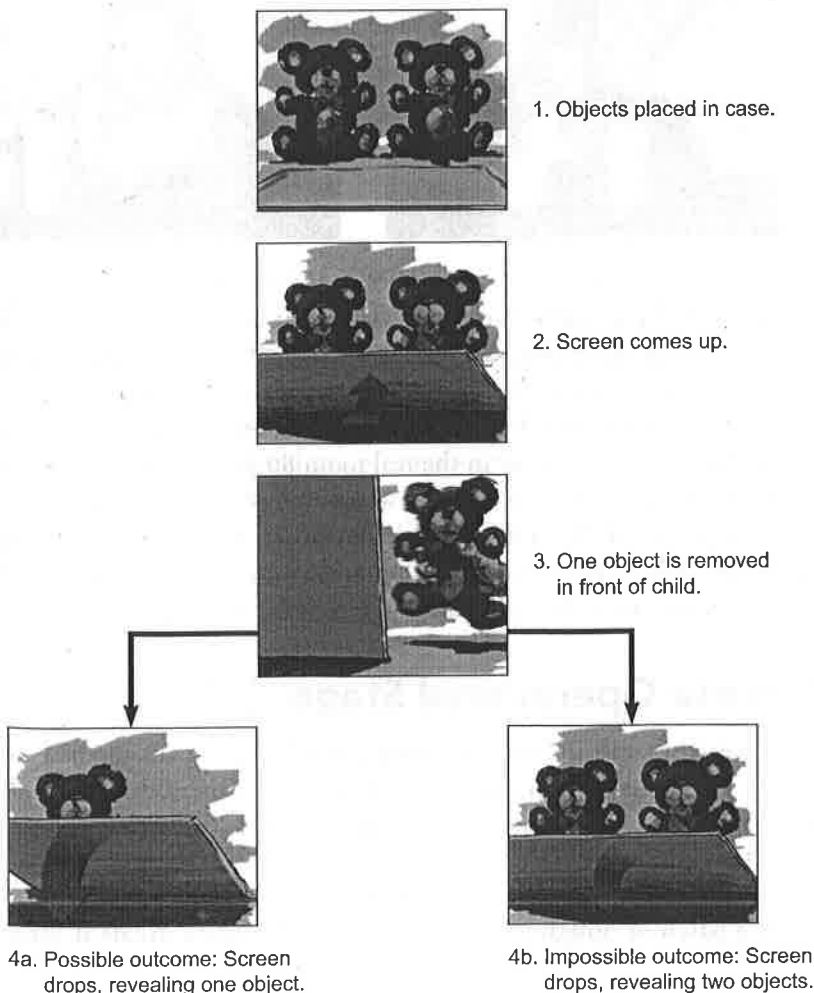 1. Objects placed in case.
2. Screen comes up.
3. One object is removed
in front of child.
4a. Possible outcome: Screen
drops, revealing one object.
4b. Impossible outcome: Screen
drops, revealing two objects.